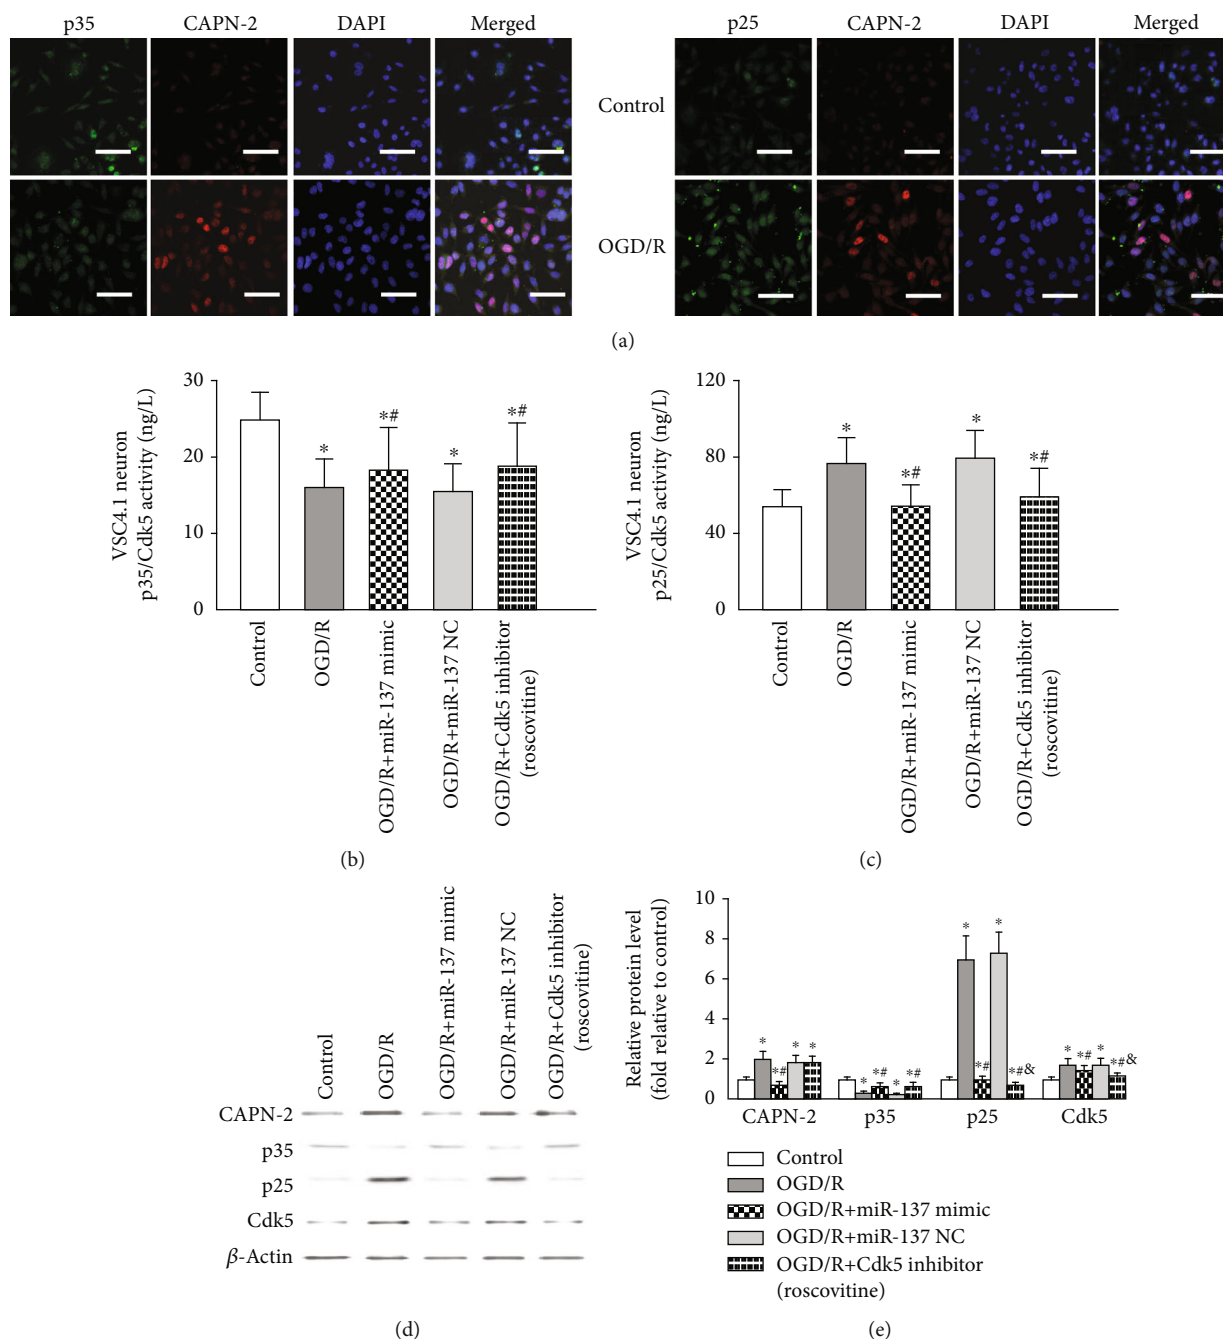 p35 CAPN-2 DAPI Merged p25 CAPN-2 DAPI Merged
Control
OGD/R
(a)
VSC4.1 neuron
p35/Cdk5 activity (ng/L)
30
20
10
0
*
*#
*
*#
Control
OGD/R
OGD/R+miR-137 mimic
OGD/R+miR-137 NC
OGD/R+Cdk5 inhibitor
(roscovitine)
(b)
VSC4.1 neuron
p25/Cdk5 activity (ng/L)
120
80
40
0
*
*#
*
*#
Control
OGD/R
OGD/R+miR-137 mimic
OGD/R+miR-137 NC
OGD/R+Cdk5 inhibitor
(roscovitine)
(c)
Control
OGD/R
OGD/R+miR-137 mimic
OGD/R+miR-137 NC
OGD/R+Cdk5 inhibitor
(roscovitine)
CAPN-2
p35
p25
Cdk5
β-Actin
(d)
Relative protein level
(fold relative to control)
10
8
6
4
2
0
*
*#
*
*
*
*#
*
*#
*
*#
*
*#&
*
*#
*
*#&
CAPN-2 p35 p25 Cdk5
Control
OGD/R
OGD/R+miR-137 mimic
OGD/R+miR-137 NC
OGD/R+Cdk5 inhibitor
(roscovitine)
(e)